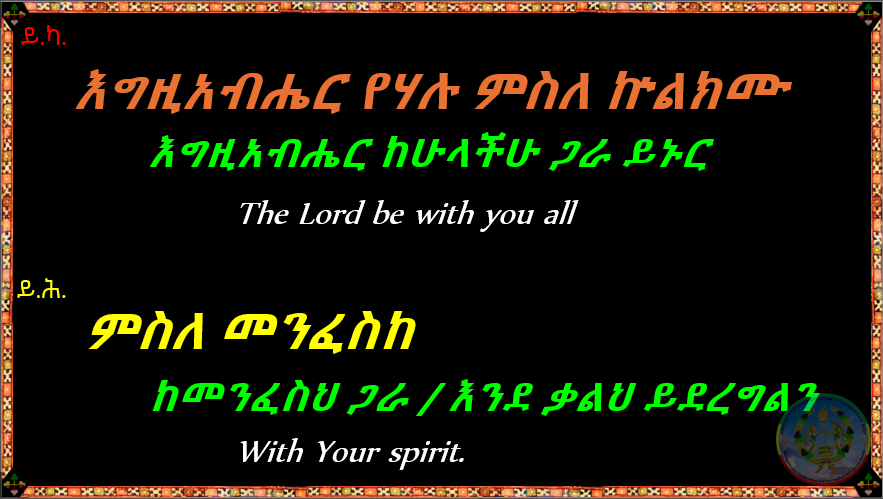 ይ.ካ.
እግዚአብሔር የሃሉ ምስለ ኵልክሙ
እግዚአብሔር ከሁላችሁ ጋራ ይኑር
The Lord be with you all
ይ.ሕ.
ምስለ መንፈስከ
ከመንፈስህ ጋራ / እንደ ቃልህ ይደረግልን
With Your spirit.